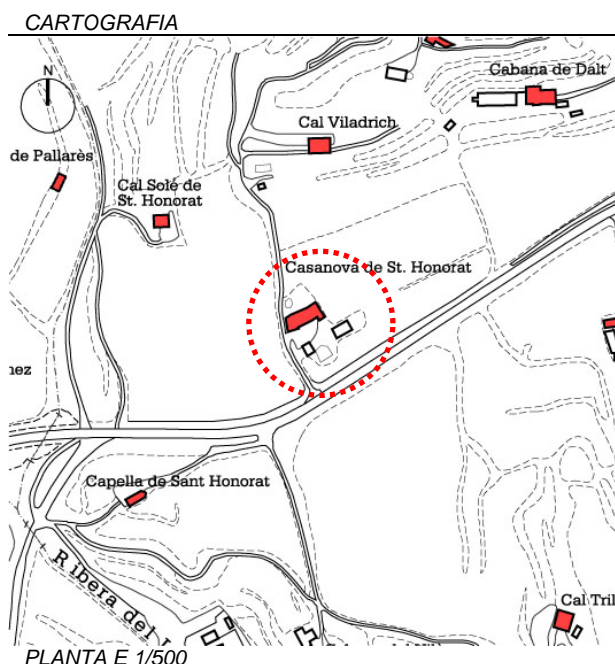 CARTOGRAFIA
N
Cabana de Dalt
Cal Viladrich
de Pallarès
Cal Solé de
St. Honorat
Casanova de St. Honorat
nez
Capella de Sant Honorat
Ribera del
Cal Tril
PLANTA E 1/500